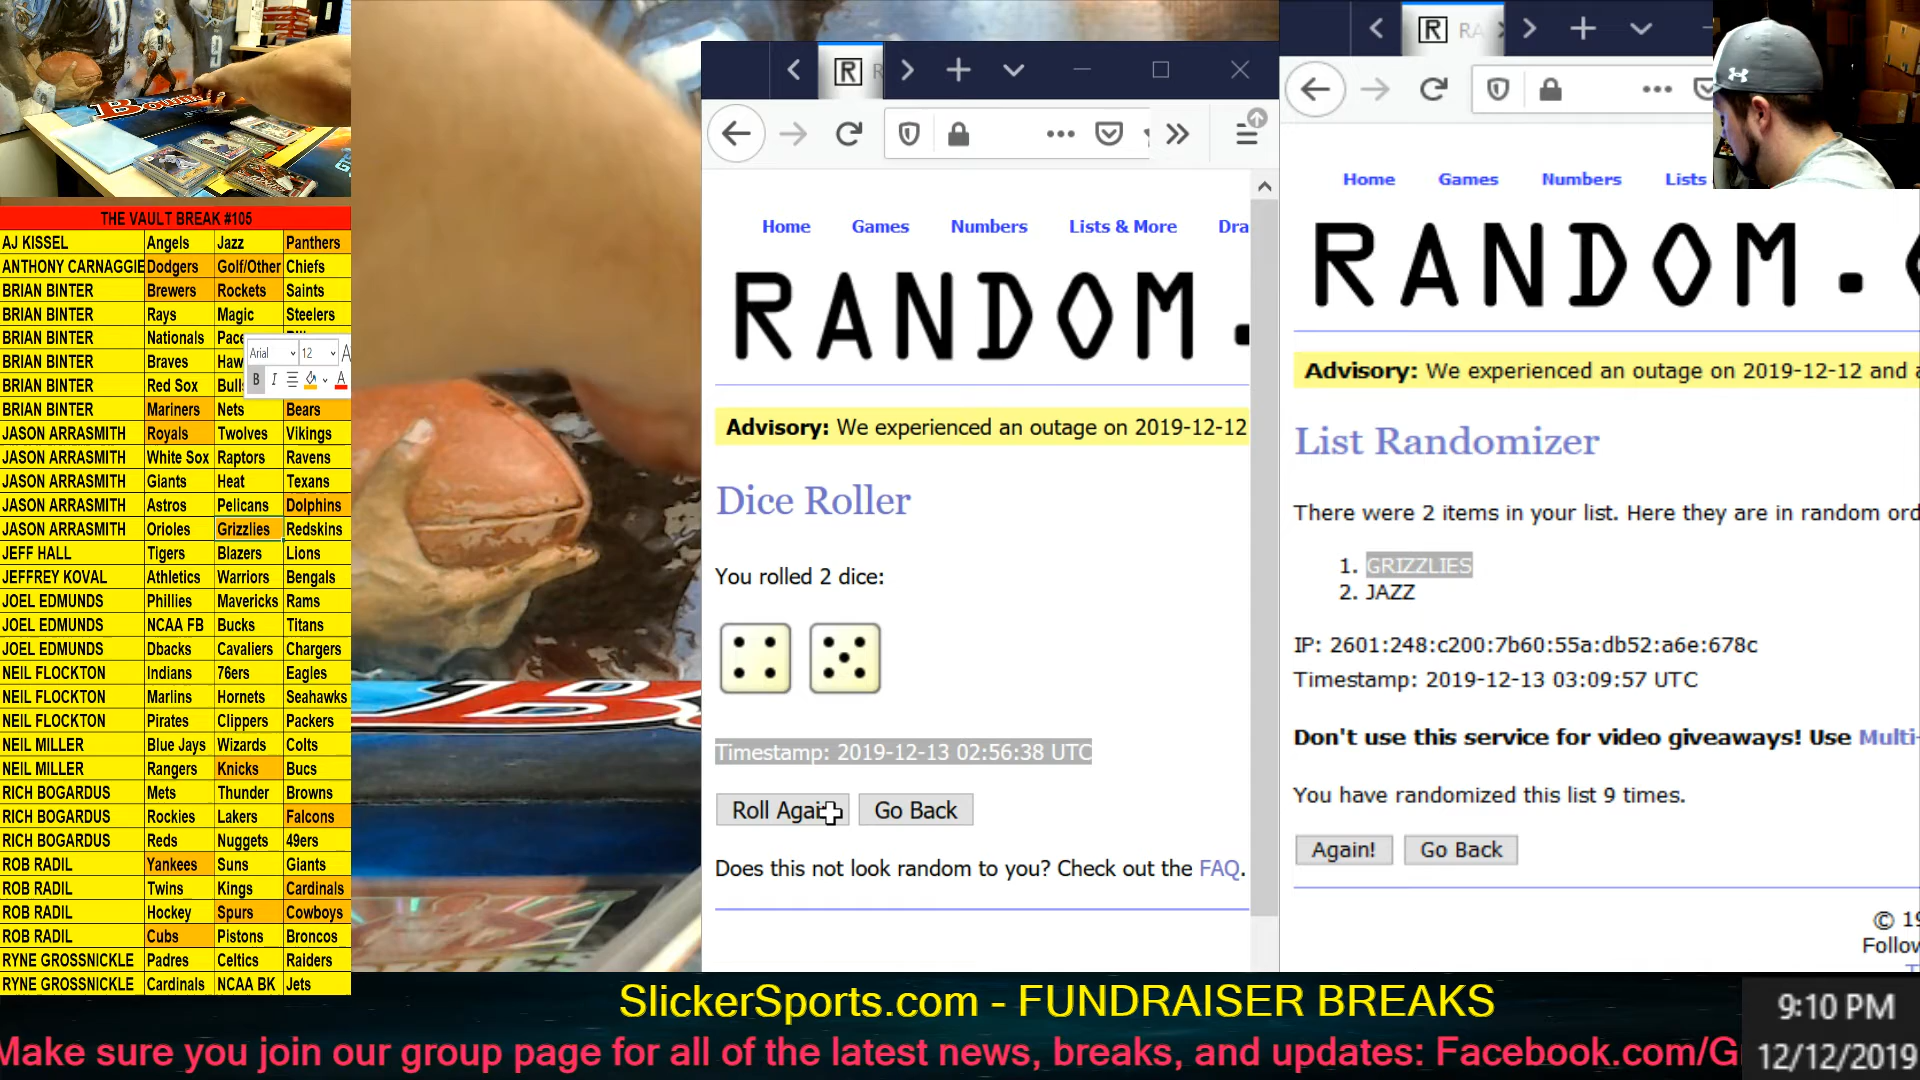 THE VAULT BREAK #105
AJ KISSEL Angels Jazz Panthers
ANTHONY CARNAGGIE Dodgers Golf/Other Chiefs
BRIAN BINTER Brewers Rockets Saints
BRIAN BINTER Rays Magic Steelers
BRIAN BINTER Nationals
BRIAN BINTER Braves
BRIAN BINTER Red Sox
BRIAN BINTER Mariners Nets Bears
JASON ARRASMITH Royals Twolves Vikings
JASON ARRASMITH White Sox Raptors Ravens
JASON ARRASMITH Giants Heat Texans
JASON ARRASMITH Astros Pelicans Dolphins
JASON ARRASMITH Orioles Grizzlies Redskins
JEFF HALL Tigers Blazers Lions
JEFFREY KOVAL Athletics Warriors Bengals
JOEL EDMUNDS Phillies Mavericks Rams
JOEL EDMUNDS NCAA FB Bucks Titans
JOEL EDMUNDS Dbacks Cavaliers Chargers
NEIL FLOCKTON Indians 76ers Eagles
NEIL FLOCKTON Marlins Hornets Seahawks
NEIL FLOCKTON Pirates Clippers Packers
NEIL MILLER Blue Jays Wizards Colts
NEIL MILLER Rangers Knicks Bucs
RICH BOGARDUS Mets Thunder Browns
RICH BOGARDUS Rockies Lakers Falcons
RICH BOGARDUS Reds Nuggets 49ers
ROB RADIL Yankees Suns Giants
ROB RADIL Twins Kings Cardinals
ROB RADIL Hockey Spurs Cowboys
ROB RADIL Cubs Pistons Broncos
RYNE GROSSNICKLE Padres Celtics Raiders
RYNE GROSSNICKLE Cardinals NCAA BK Jets
Arial 12 A
B I A
R
Home Games Numbers Lists & More Dra
RANDOM.
Advisory: We experienced an outage on 2019-12-12
Dice Roller
You rolled 2 dice:
Timestamp: 2019-12-13 02:56:38 UTC
Roll Again Go Back
Does this not look random to you? Check out the FAQ.
R RA
Home Games Numbers Lists
RANDOM.
Advisory: We experienced an outage on 2019-12-12 and a
List Randomizer
There were 2 items in your list. Here they are in random ord
1. GRIZZLIES
2. JAZZ
IP: 2601:248:c200:7b60:55a:db52:a6e:678c
Timestamp: 2019-12-13 03:09:57 UTC
Don't use this service for video giveaways! Use Multi-
You have randomized this list 9 times.
Again! Go Back
© 19
Follow
SlickerSports.com - FUNDRAISER BREAKS
Make sure you join our group page for all of the latest news, breaks, and updates: Facebook.com/G
9:10 PM
12/12/2019